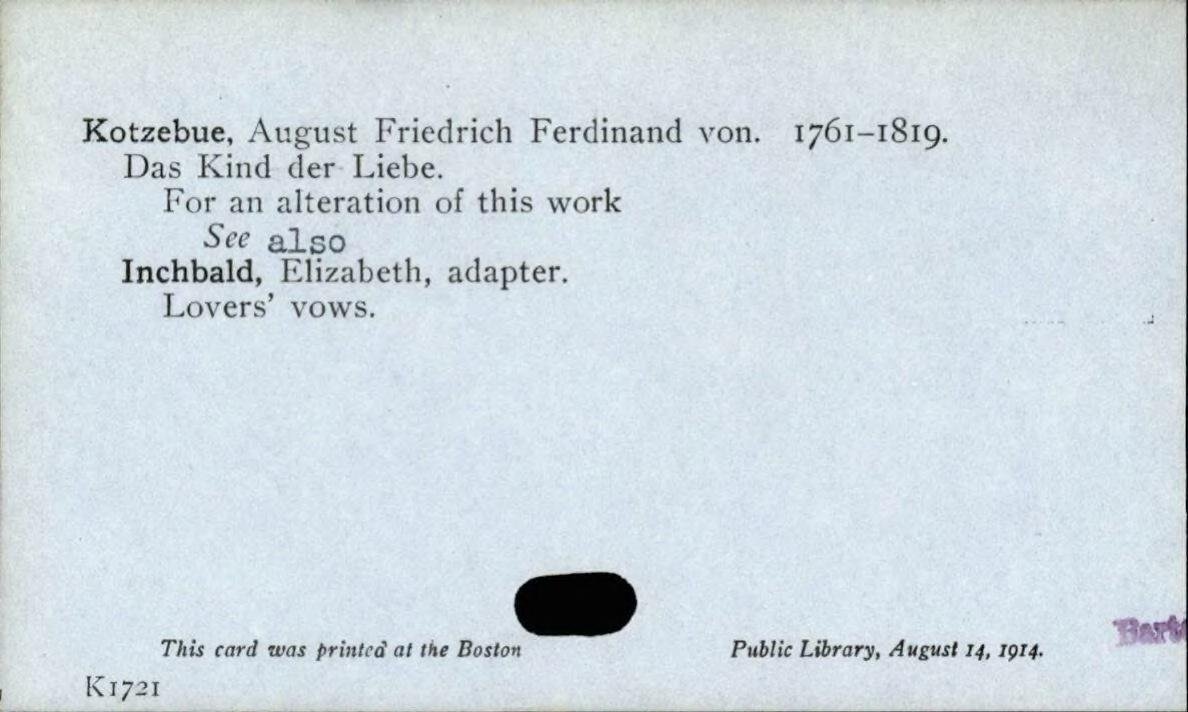 Kotzebue, August Friedrich Ferdinand von. 1761–1819.
Das Kind der Liebe.
For an alteration of this work
See also
Inchbald, Elizabeth, adapter.
Lovers’ vows.
This card was printed at the Boston Public Library, August 14, 1914.
K1721